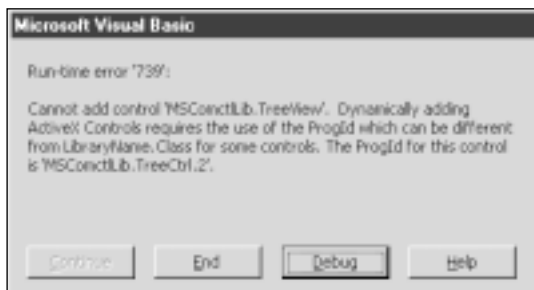 Microsoft Visual Basic
Run-time error '739':
Cannot add control 'MSComctlLib.TreeView'. Dynamically adding
ActiveX Controls requires the use of the ProgId which can be different
from LibraryName.Class for some controls. The ProgId for this control
is 'MSComctlLib.TreeCtrl.2'.
Continue End Debug Help